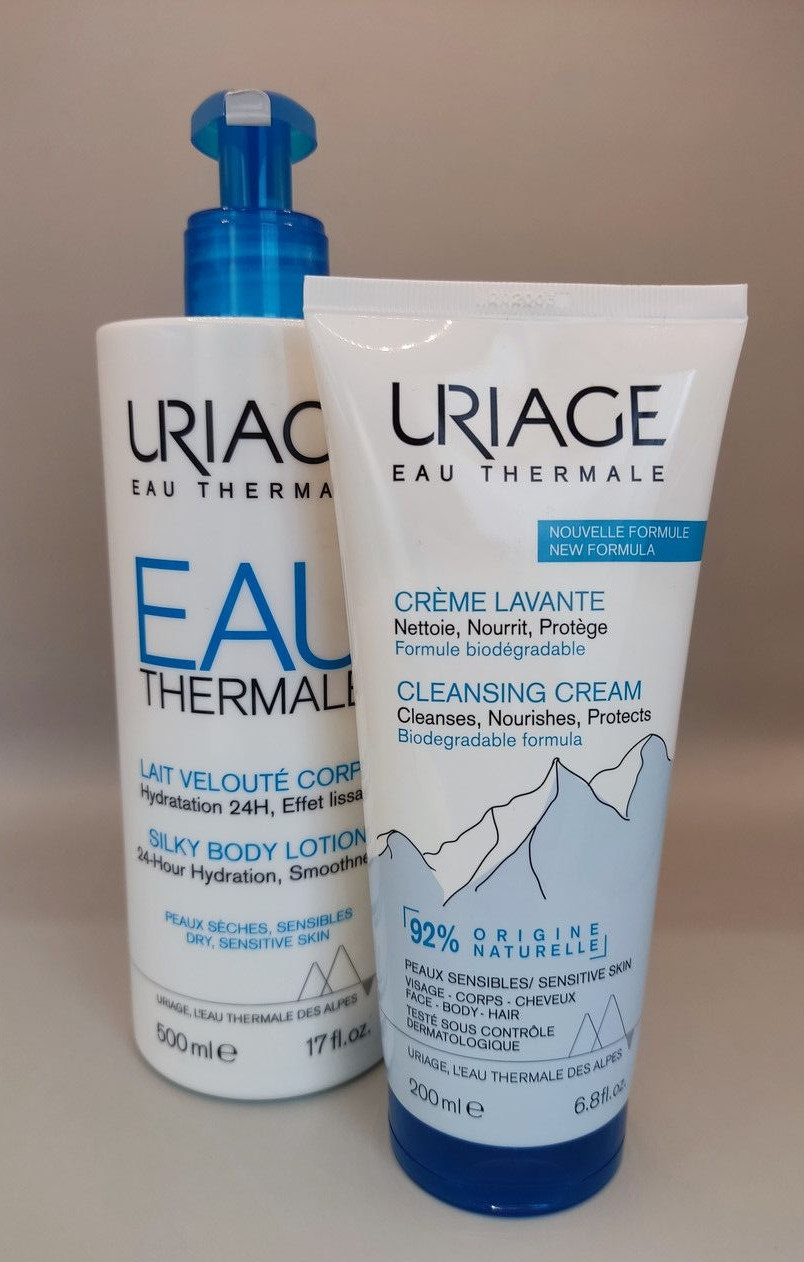 URIAG
EAU THERMA
EAU
THERMALE
LAIT VELOUTÉ CORP
Hydratation 24H, Effet lissa
SILKY BODY LOTION
24-Hour Hydration, Smoothne
PEAUX SÈCHES, SENSIBLES
DRY, SENSITIVE SKIN
URIAGE, L'EAU THERMALE DES ALPES
500 ml e
17 fl.oz.
URIAGE
EAU THERMALE
NOUVELLE FORMULE
NEW FORMULA
CRÈME LAVANTE
Nettoie, Nourrit, Protège
Formule biodégradable
CLEANSING CREAM
Cleanses, Nourishes, Protects
Biodegradable formula
92% ORIGINE
NATURELLE
PEAUX SENSIBLES/ SENSITIVE SKIN
VISAGE - CORPS - CHEVEUX
FACE - BODY - HAIR
TESTÉ SOUS CONTRÔLE
DERMATOLOGIQUE
URIAGE, L'EAU THERMALE DES ALPES
200 ml e
6.8 fl.oz.